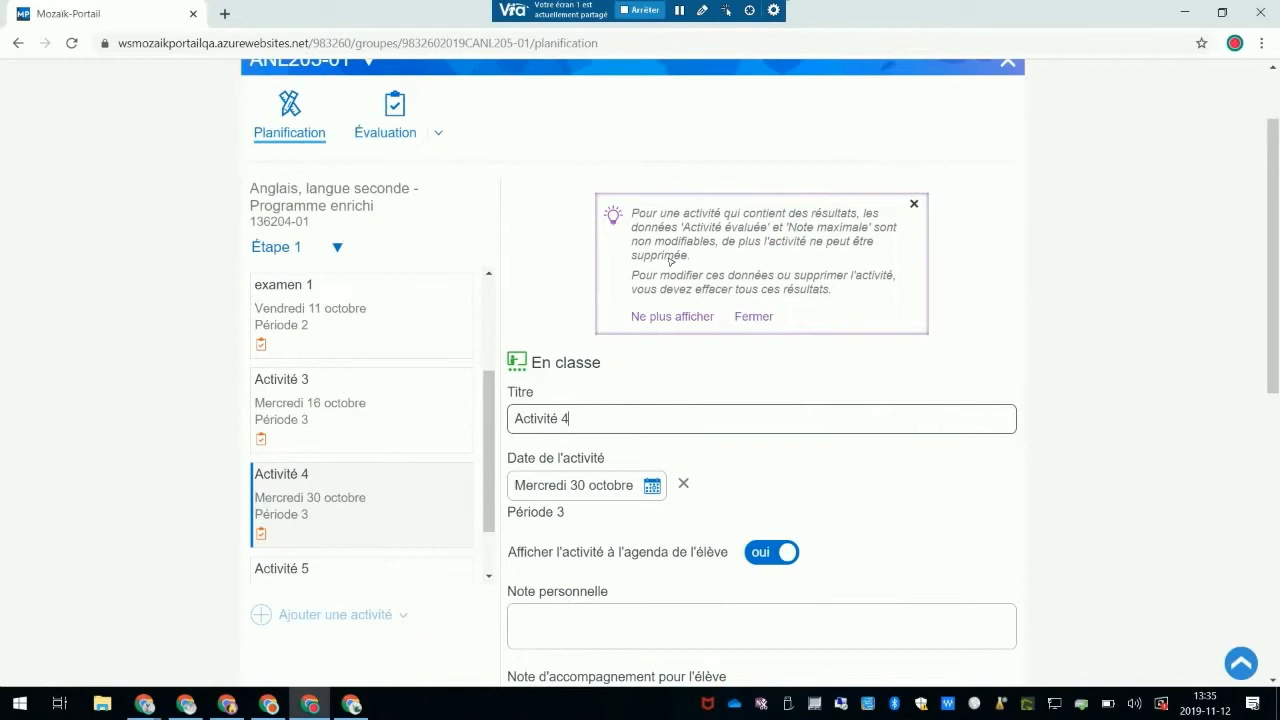 Mozaïk-Portail
Votre écran 1 est
actuellement partagé
Arrêter
wsmozaikportailqa.azurewebsites.net/983260/groupes/9832602019CANL205-01/planification
ANL205-01
Planification
Évaluation
Anglais, langue seconde -
Programme enrichi
136204-01
Étape 1
examen 1
Vendredi 11 octobre
Période 2
Activité 3
Mercredi 16 octobre
Période 3
Activité 4
Mercredi 30 octobre
Période 3
Activité 5
Ajouter une activité
Pour une activité qui contient des résultats, les
données 'Activité évaluée' et 'Note maximale' sont
non modifiables, de plus l'activité ne peut être
supprimée.
Pour modifier ces données ou supprimer l'activité,
vous devez effacer tous ces résultats.
Ne plus afficher Fermer
En classe
Titre
Activité 4
Date de l'activité
Mercredi 30 octobre
Période 3
Afficher l'activité à l'agenda de l'élève oui
Note personnelle
Note d'accompagnement pour l'élève
13:35
2019-11-12